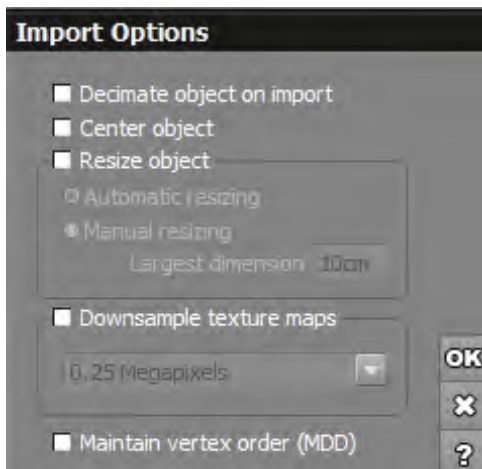 Import Options
Decimate object on import
Center object
Resize object
Automatic resizing
Manual resizing
Largest dimension 10cm
Downsample texture maps
0.25 Megapixels
OK
Maintain vertex order (MDD)
?